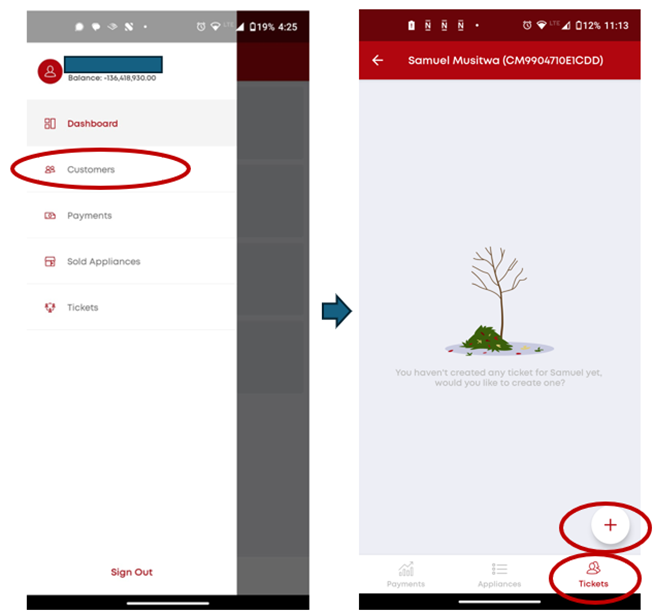 LTE 19% 4:25
Balance: -136,418,930.00
Dashboard
Customers
Payments
Sold Appliances
Tickets
Sign Out
N N N LTE 12% 11:13
Samuel Musitwa (CM9904710E1CDD)
You haven't created any ticket for Samuel yet,
would you like to create one?
+
Payments
Appliances
Tickets